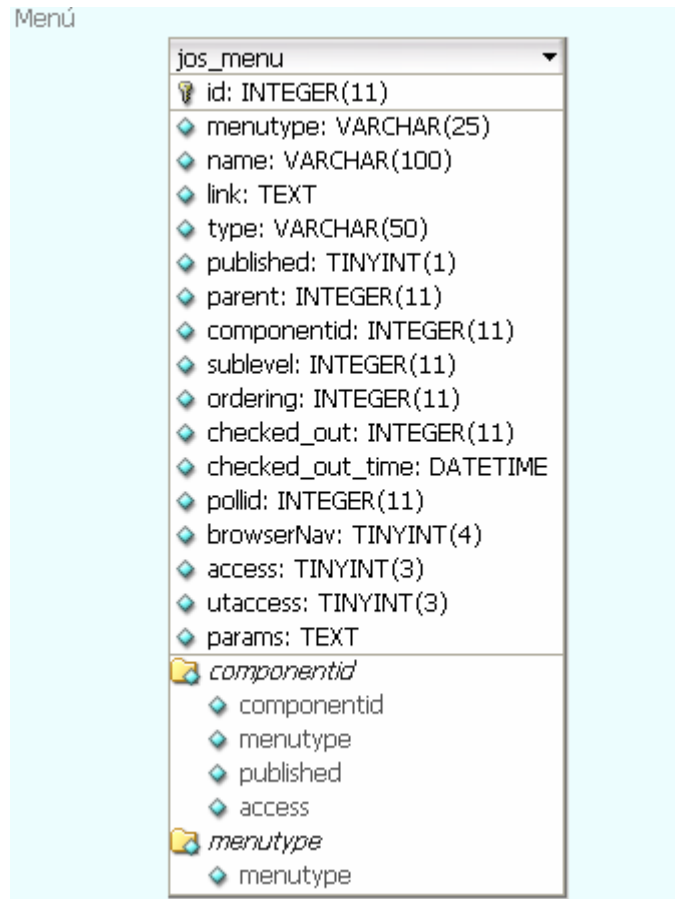 Menú
jos_menu
id: INTEGER(11)
menutype: VARCHAR(25)
name: VARCHAR(100)
link: TEXT
type: VARCHAR(50)
published: TINYINT(1)
parent: INTEGER(11)
componentid: INTEGER(11)
sublevel: INTEGER(11)
ordering: INTEGER(11)
checked_out: INTEGER(11)
checked_out_time: DATETIME
pollid: INTEGER(11)
browserNav: TINYINT(4)
access: TINYINT(3)
utaccess: TINYINT(3)
params: TEXT
componentid
componentid
menutype
published
access
menutype
menutype